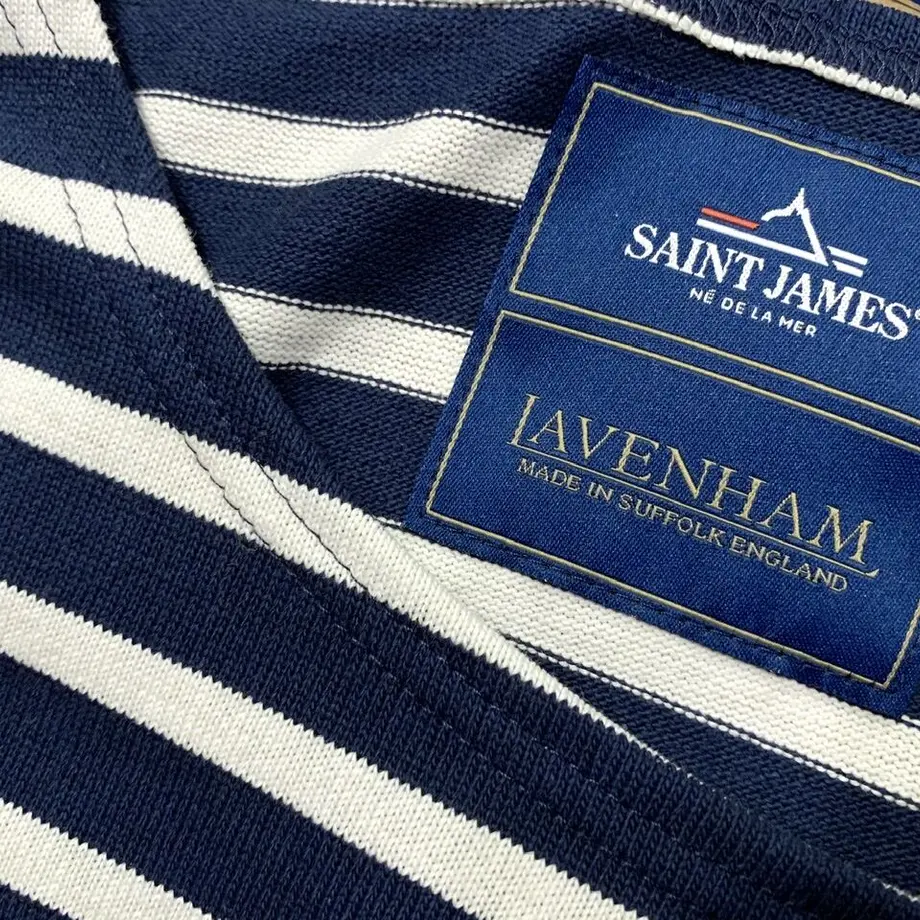 SAINT JAMES®
NÉ DE LA MER
LAVENHAM
MADE IN SUFFOLK ENGLAND